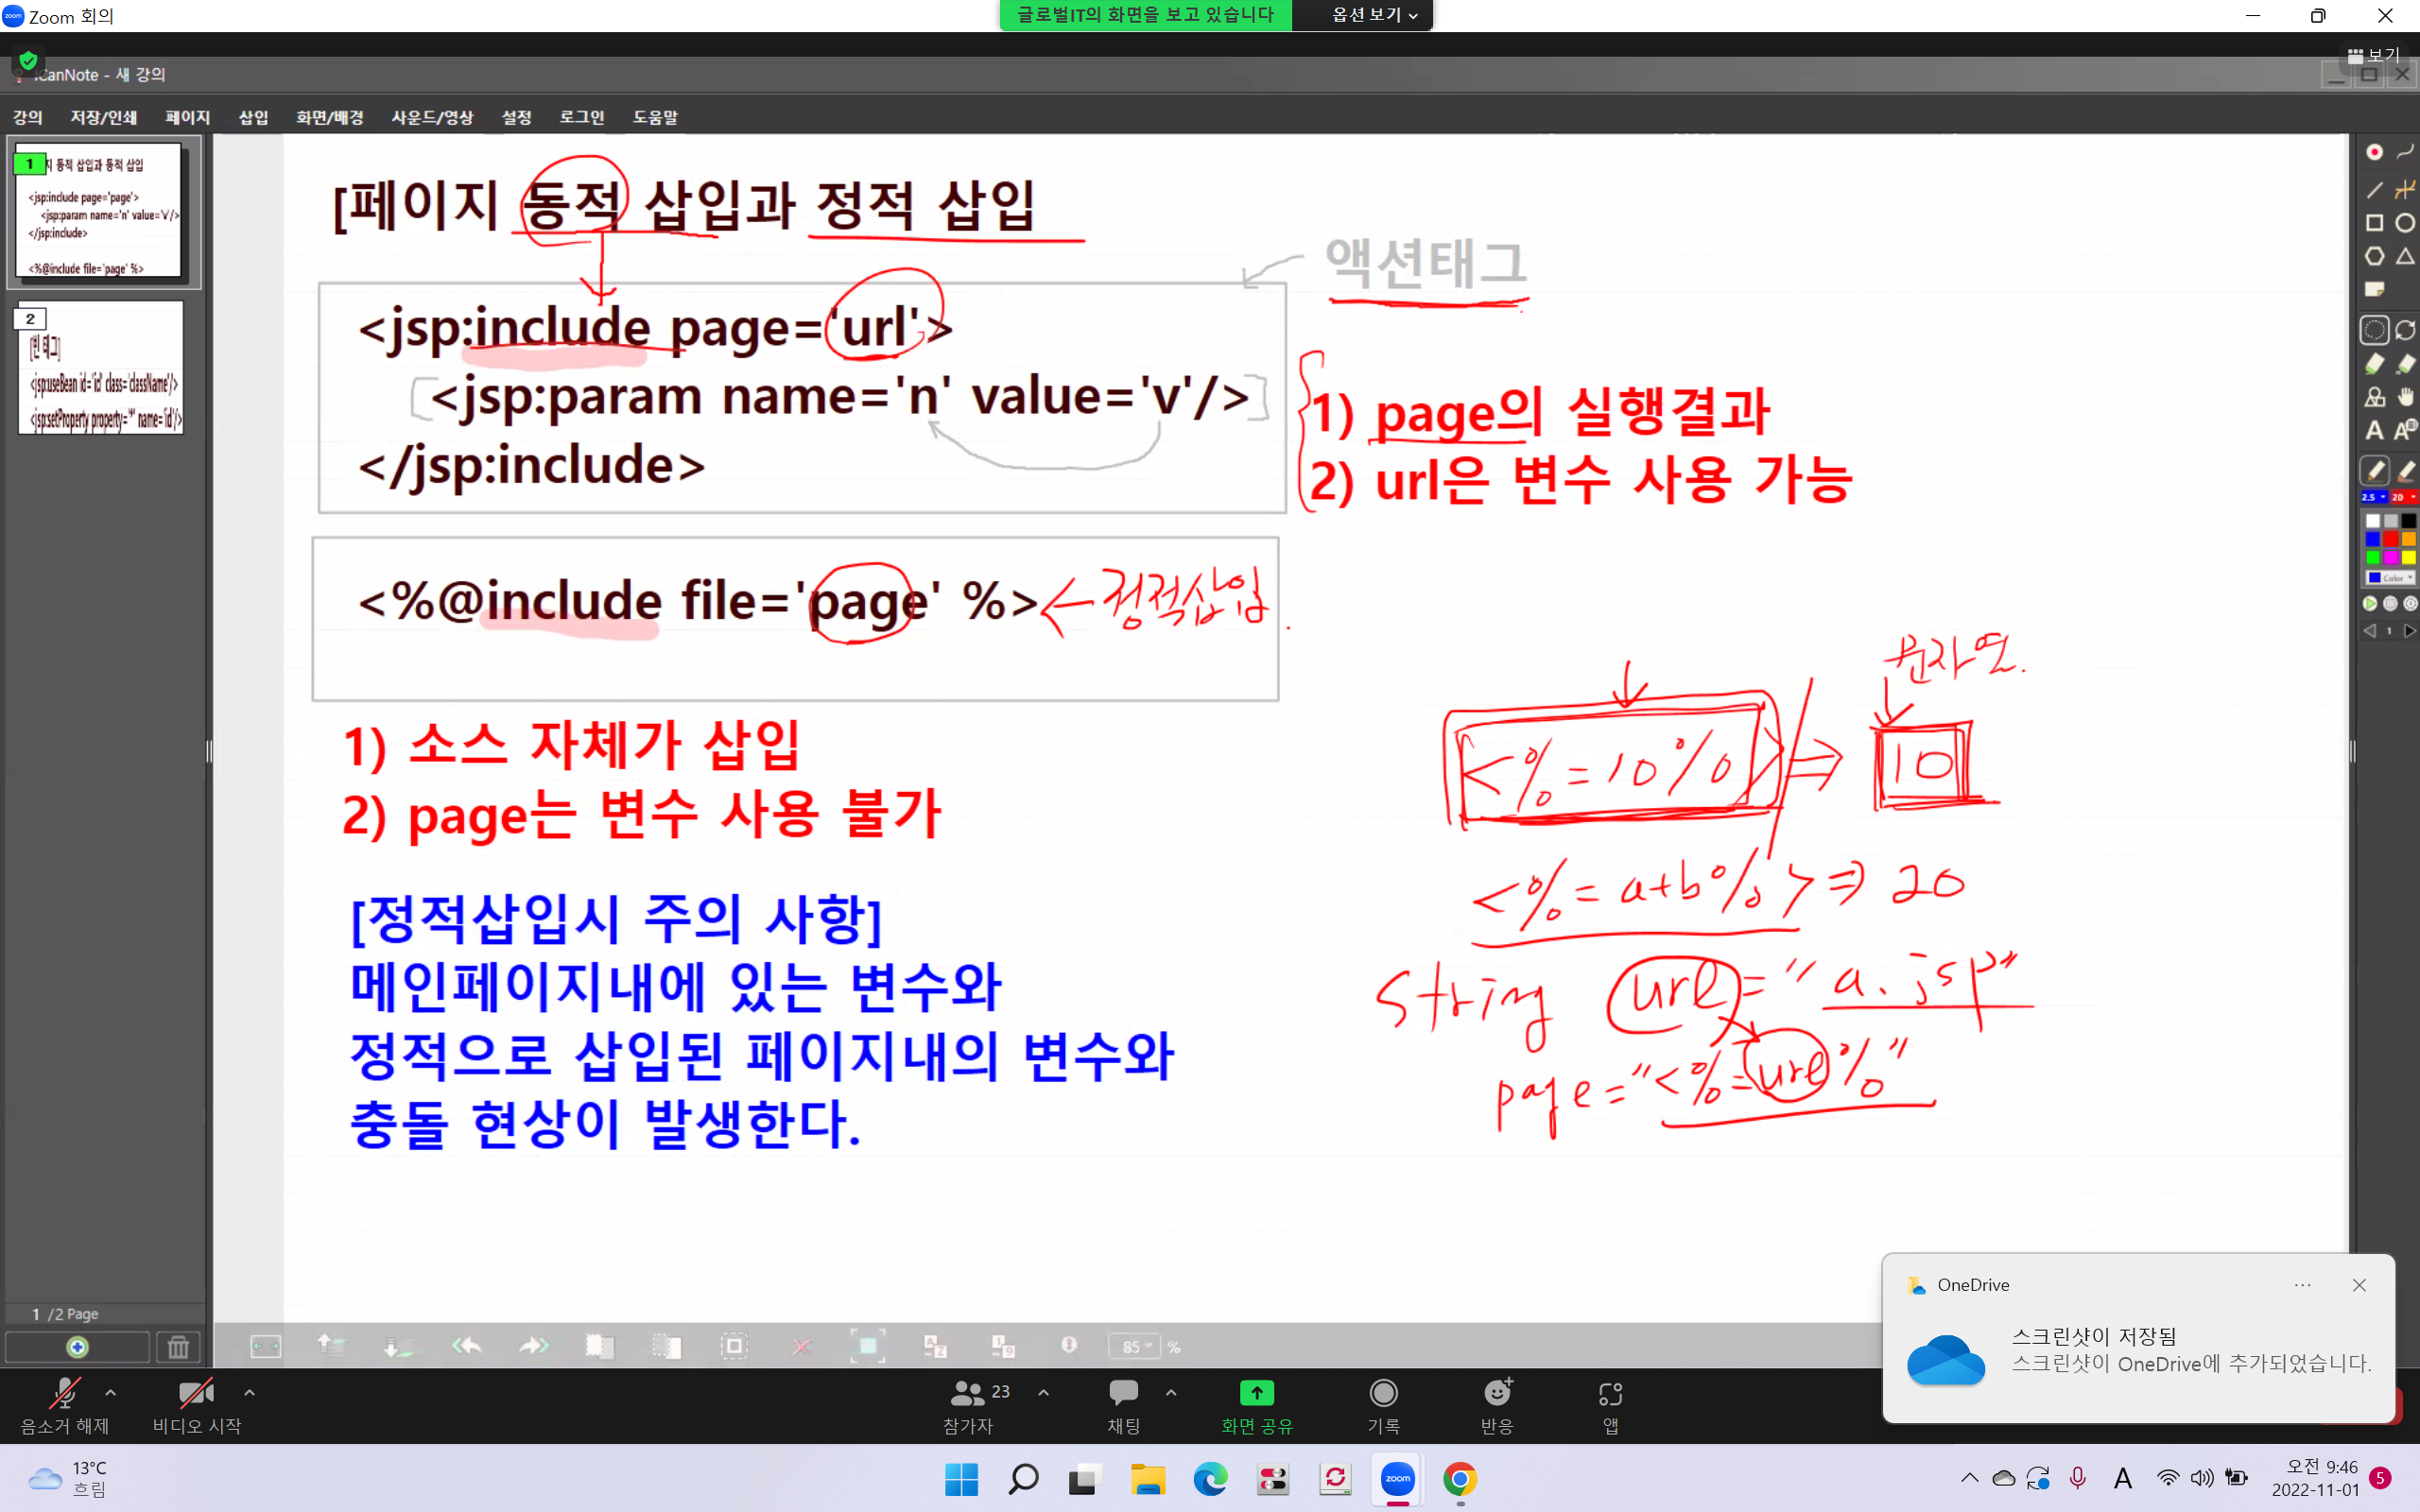 Zoom 회의
글로벌IT의 화면을 보고 있습니다
옵션 보기
보기
iCanNote - 새 강의
강의 저장/인쇄 페이지 삽입 화면/배경 사운드/영상 설정 로그인 도움말
1
지 동적 삽입과 동적 삽입
<jsp:include page='page'>
<jsp:param name='n' value='v'/>
</jsp:include>
<%@include file='page' %>
2
[빈 태그]
<jsp:useBean id='id' class='className'/>
<jsp:setProperty property='*' name='id'/>
1 /2 Page
[페이지 동적 삽입과 정적 삽입
액션태그
<jsp:include page='url'>
<jsp:param name='n' value='v'/>
</jsp:include>
1) page의 실행결과
2) url은 변수 사용 가능
<%@include file='page' %>
←정적삽입.
1) 소스 자체가 삽입
2) page는 변수 사용 불가
[정적삽입시 주의 사항]
메인페이지내에 있는 변수와
정적으로 삽입된 페이지내의 변수와
충돌 현상이 발생한다.
문자열.
<%=10%> ⇒ 10
<%=a+b%> ⇒ 20
String url="a.jsp"
page="<%=url%"
2.5 20
Color
1
85 %
OneDrive
스크린샷이 저장됨
스크린샷이 OneDrive에 추가되었습니다.
음소거 해제
비디오 시작
23
참가자
채팅
화면 공유
기록
반응
앱
13°C
흐림
zoom
A
오전 9:46
2022-11-01
5